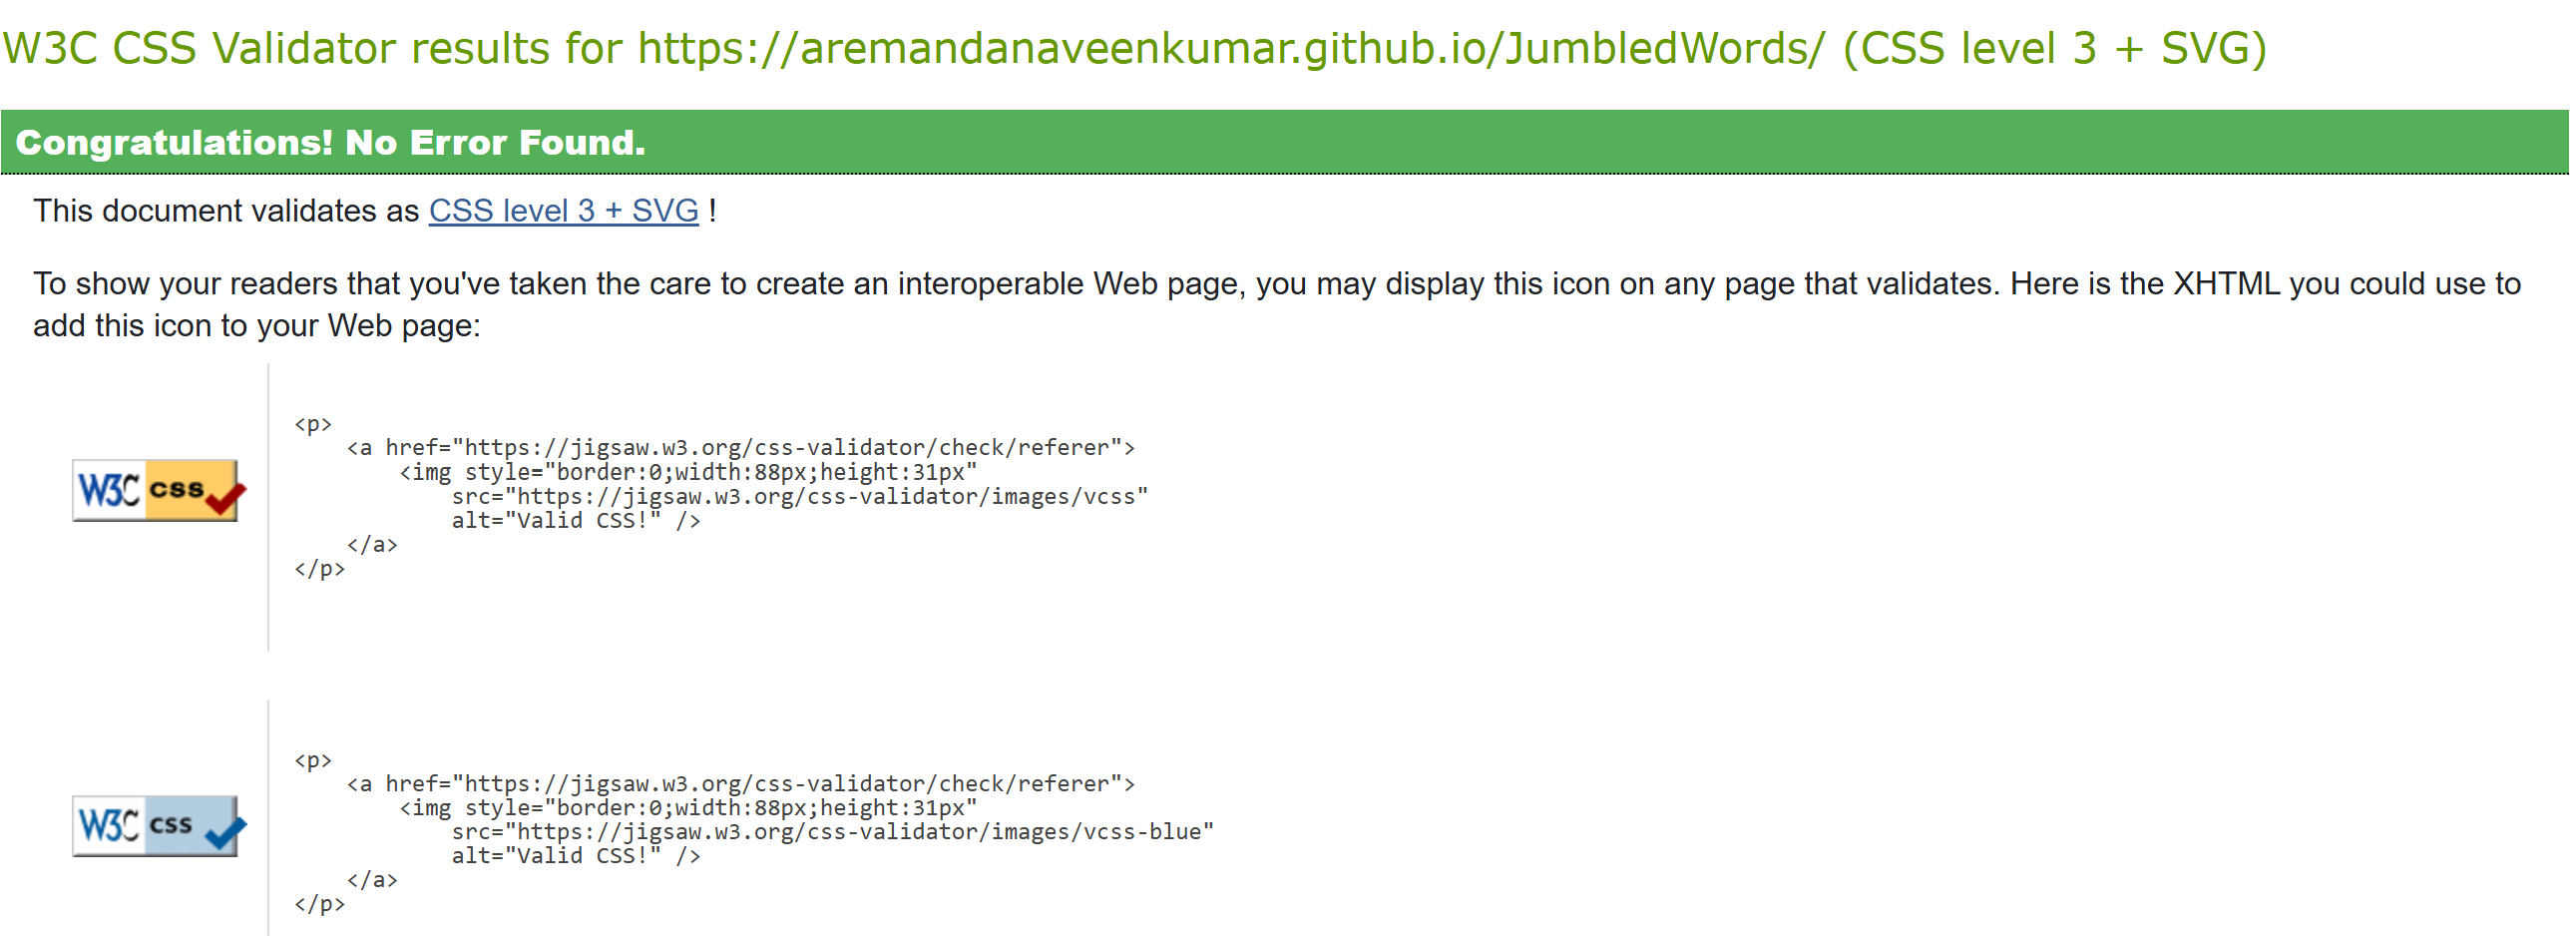 W3C CSS Validator results for https://aremandanaveenkumar.github.io/JumbledWords/ (CSS level 3 + SVG)
Congratulations! No Error Found.
This document validates as CSS level 3 + SVG !
To show your readers that you've taken the care to create an interoperable Web page, you may display this icon on any page that validates. Here is the XHTML you could use to
add this icon to your Web page:
<p>
<a href="https://jigsaw.w3.org/css-validator/check/referer">
<img style="border:0;width:88px;height:31px"
W3C css
src="https://jigsaw.w3.org/css-validator/images/vcss"
alt="Valid CSS!" />
</a>
</p>
<p>
<a href="https://jigsaw.w3.org/css-validator/check/referer">
<img style="border:0;width:88px;height:31px"
W3C css
src="https://jigsaw.w3.org/css-validator/images/vcss-blue"
alt="Valid CSS!" />
</a>
</p>